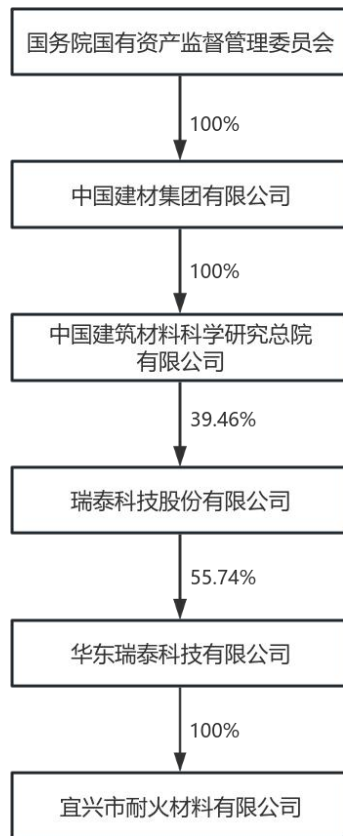 国务院国有资产监督管理委员会
100%
中国建材集团有限公司
100%
中国建筑材料科学研究总院
有限公司
39.46%
瑞泰科技股份有限公司
55.74%
华东瑞泰科技有限公司
100%
宜兴市耐火材料有限公司